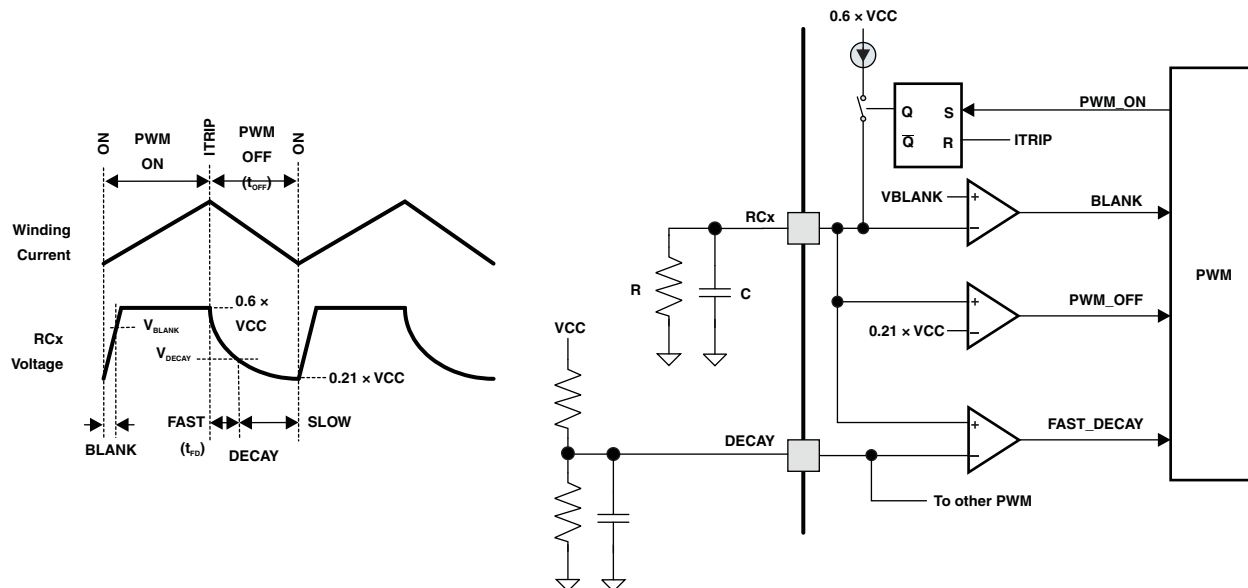 ON
PWM
ON
ITRIP
PWM
OFF
(tOFF)
ON
Winding
Current
RCx
Voltage
0.6 ×
VCC
VBLANK
VDECAY
0.21 × VCC
BLANK
FAST
(tFD)
DECAY
SLOW
0.6 × VCC
Q
S
Q
R
PWM_ON
ITRIP
VBLANK
+
–
BLANK
RCx
R
C
+
0.21 × VCC
–
PWM_OFF
PWM
VCC
DECAY
+
–
FAST_DECAY
To other PWM